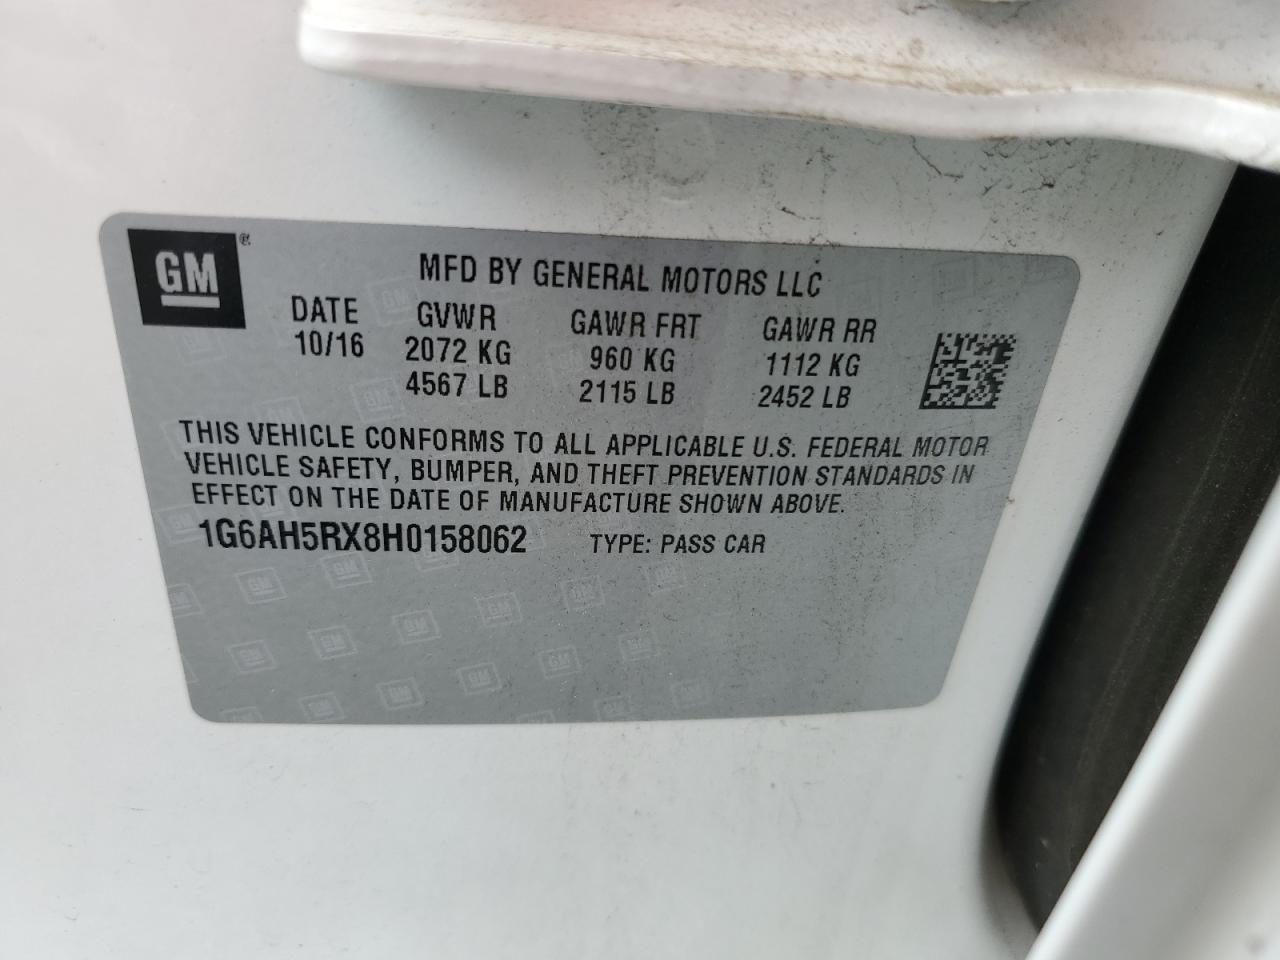 GM®
MFD BY GENERAL MOTORS LLC
DATE GVWR GAWR FRT GAWR RR
10/16 2072 KG 960 KG 1112 KG
4567 LB 2115 LB 2452 LB
THIS VEHICLE CONFORMS TO ALL APPLICABLE U.S. FEDERAL MOTOR
VEHICLE SAFETY, BUMPER, AND THEFT PREVENTION STANDARDS IN
EFFECT ON THE DATE OF MANUFACTURE SHOWN ABOVE.
1G6AH5RX8H0158062 TYPE: PASS CAR